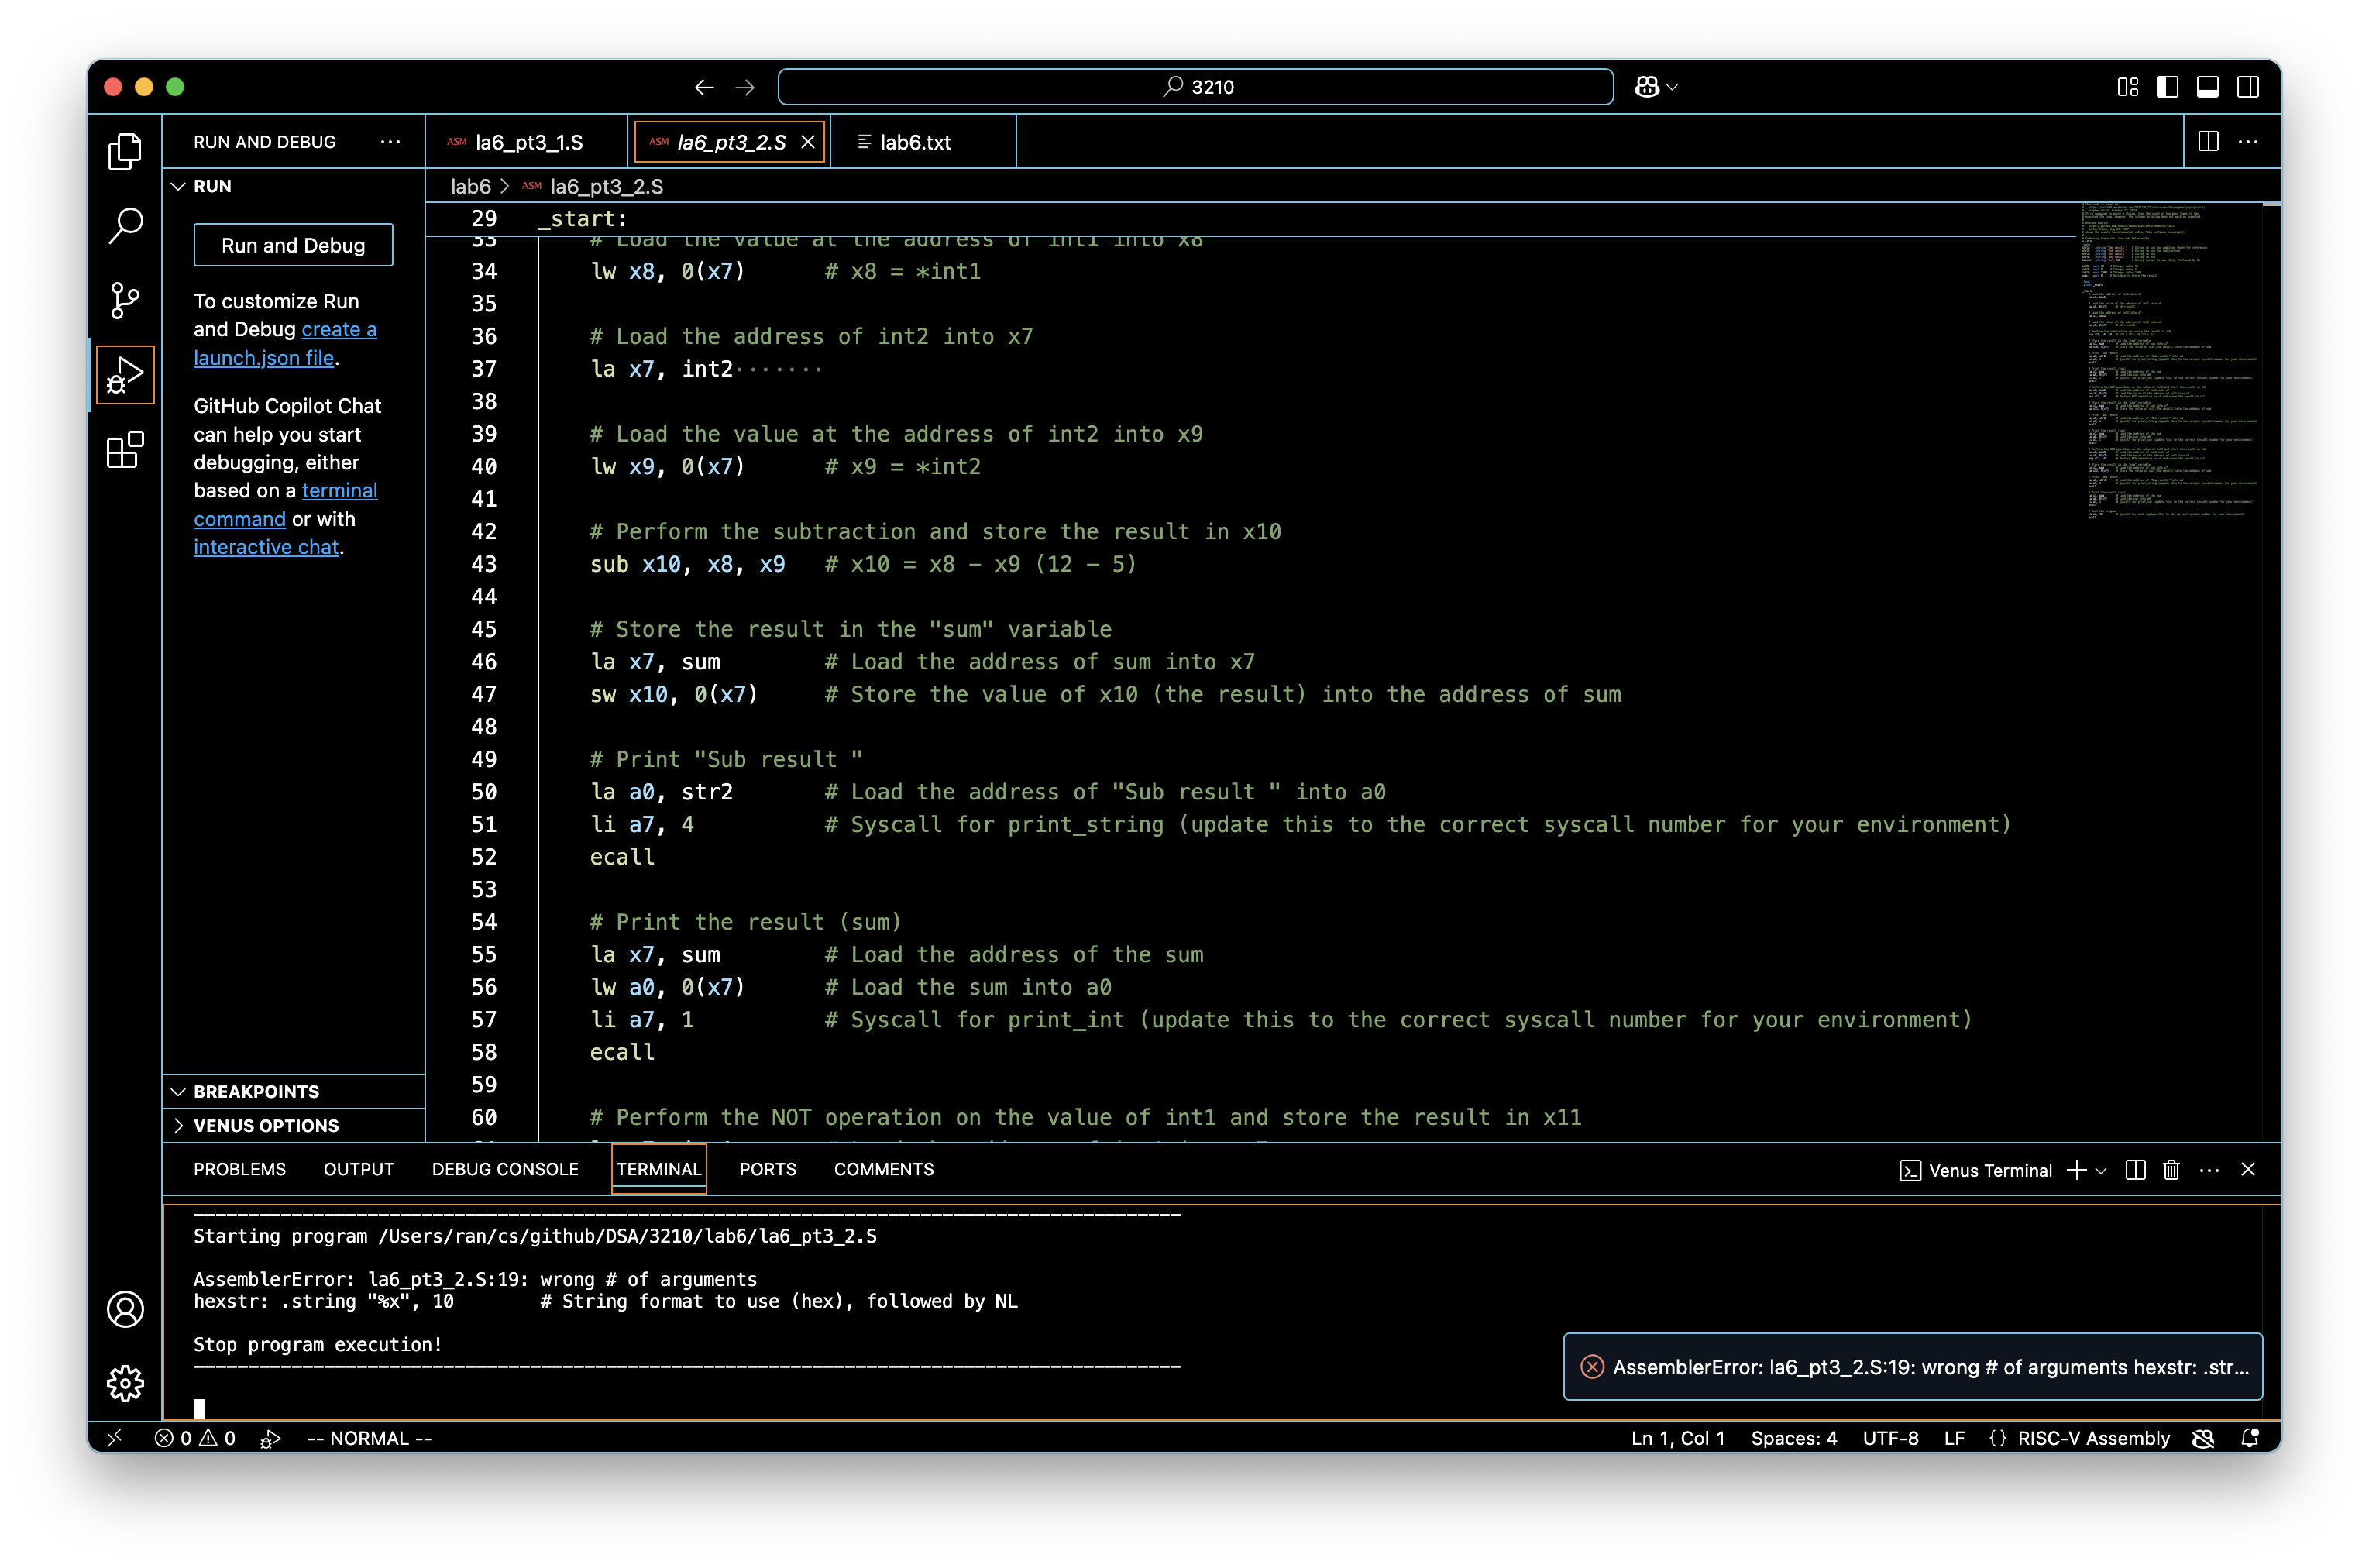 3210
RUN AND DEBUG
ASM la6_pt3_1.S
ASM la6_pt3_2.S
lab6.txt
RUN
lab6 > ASM la6_pt3_2.S
Run and Debug
To customize Run
and Debug create a
launch.json file.
GitHub Copilot Chat
can help you start
debugging, either
based on a terminal
command or with
interactive chat.
BREAKPOINTS
VENUS OPTIONS
29 _start:
33 # Load the value at the address of int1 into x8
34 lw x8, 0(x7) # x8 = *int1
35
36 # Load the address of int2 into x7
37 la x7, int2·······
38
39 # Load the value at the address of int2 into x9
40 lw x9, 0(x7) # x9 = *int2
41
42 # Perform the subtraction and store the result in x10
43 sub x10, x8, x9 # x10 = x8 - x9 (12 - 5)
44
45 # Store the result in the "sum" variable
46 la x7, sum # Load the address of sum into x7
47 sw x10, 0(x7) # Store the value of x10 (the result) into the address of sum
48
49 # Print "Sub result "
50 la a0, str2 # Load the address of "Sub result " into a0
51 li a7, 4 # Syscall for print_string (update this to the correct syscall number for your environment)
52 ecall
53
54 # Print the result (sum)
55 la x7, sum # Load the address of the sum
56 lw a0, 0(x7) # Load the sum into a0
57 li a7, 1 # Syscall for print_int (update this to the correct syscall number for your environment)
58 ecall
59
60 # Perform the NOT operation on the value of int1 and store the result in x11
PROBLEMS OUTPUT DEBUG CONSOLE TERMINAL PORTS COMMENTS
Venus Terminal
Starting program /Users/ran/cs/github/DSA/3210/lab6/la6_pt3_2.S
AssemblerError: la6_pt3_2.S:19: wrong # of arguments
hexstr: .string "%x", 10 # String format to use (hex), followed by NL
Stop program execution!
AssemblerError: la6_pt3_2.S:19: wrong # of arguments hexstr: .str...
0 0 -- NORMAL --
Ln 1, Col 1 Spaces: 4 UTF-8 LF {} RISC-V Assembly